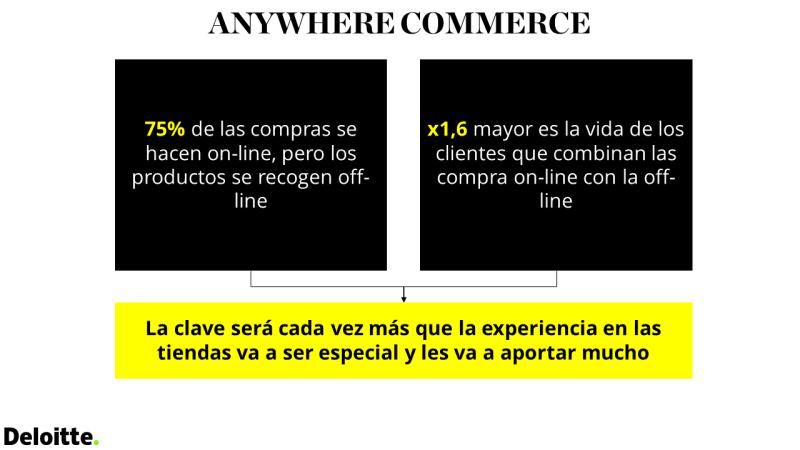 ANYWHERE COMMERCE
75% de las compras se
hacen on-line, pero los
productos se recogen off-
line
x1,6 mayor es la vida de los
clientes que combinan las
compra on-line con la off-
line
La clave será cada vez más que la experiencia en las
tiendas va a ser especial y les va a aportar mucho
Deloitte.